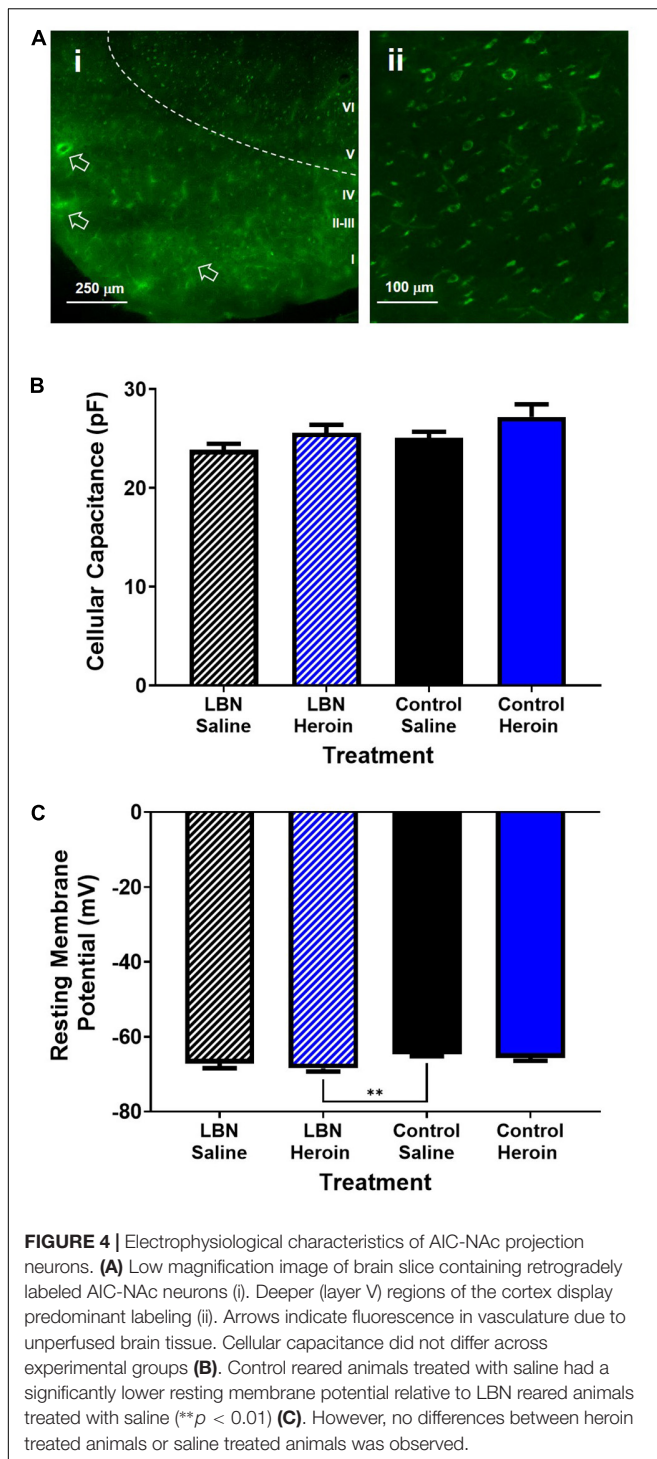 A
i
ii
VI
V
IV
II-III
I
250 μm
100 μm
B
Cellular Capacitance (pF)
30
20
10
0
LBN Saline
LBN Heroin
Control Saline
Control Heroin
Treatment
C
Resting Membrane Potential (mV)
0
-20
-40
-60
-80
**
LBN Saline
LBN Heroin
Control Saline
Control Heroin
Treatment
FIGURE 4 | Electrophysiological characteristics of AIC-NAc projection
neurons. (A) Low magnification image of brain slice containing retrogradely
labeled AIC-NAc neurons (i). Deeper (layer V) regions of the cortex display
predominant labeling (ii). Arrows indicate fluorescence in vasculature due to
unperfused brain tissue. Cellular capacitance did not differ across
experimental groups (B). Control reared animals treated with saline had a
significantly lower resting membrane potential relative to LBN reared animals
treated with saline (**p < 0.01) (C). However, no differences between heroin
treated animals or saline treated animals was observed.